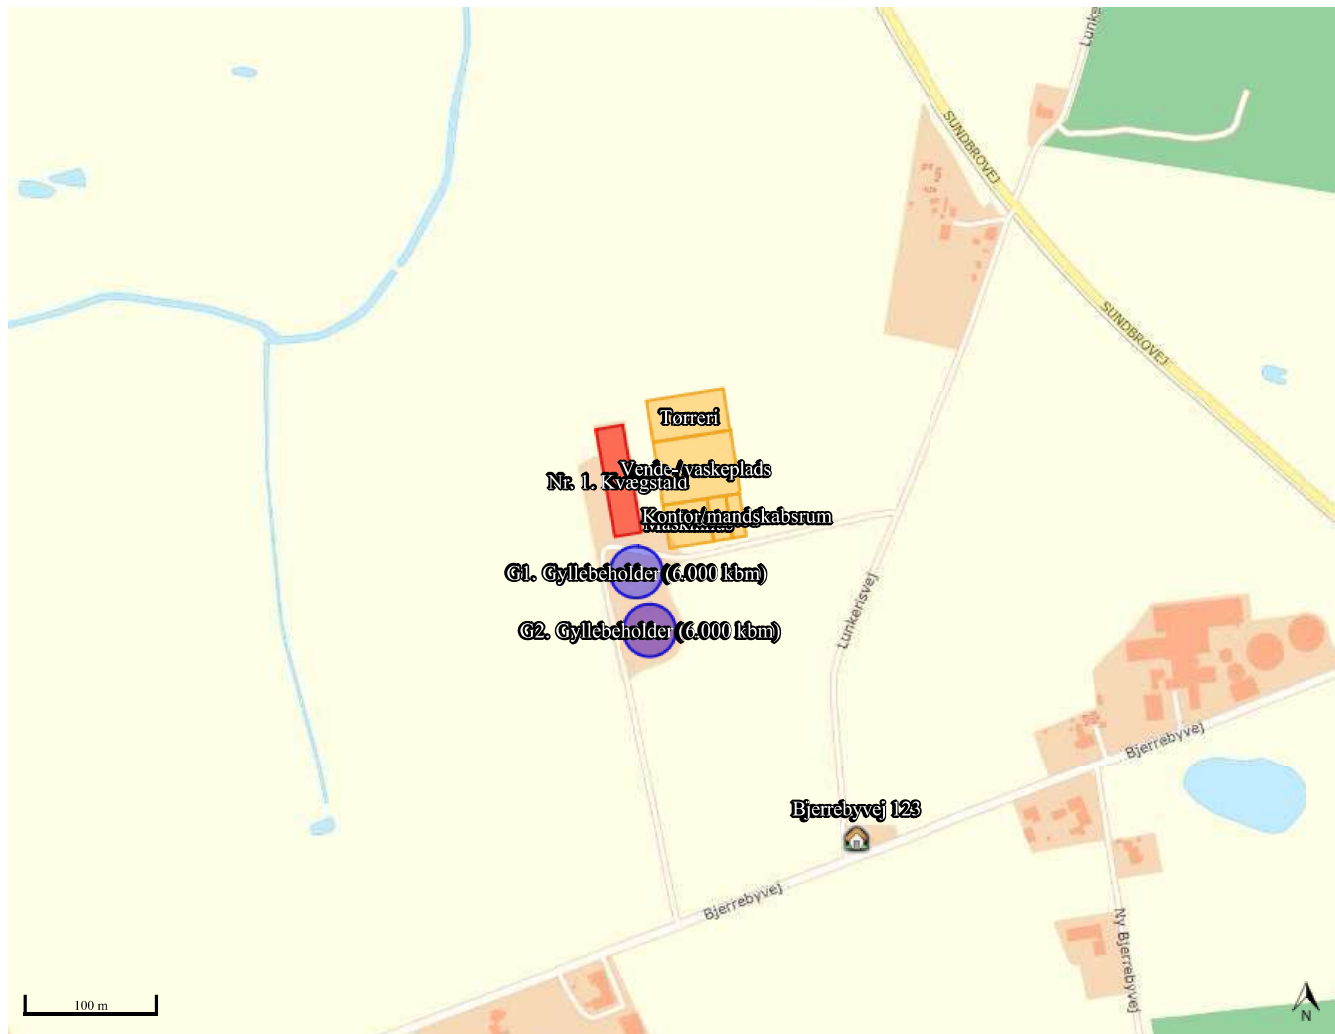 Lunke
SUNDBROVEJ
SUNDBROVEJ
Tørreri
Vende-/vaskeplads
Nr. 1. Kvægstald
Kontor/mandskabsrum
G1. Gyllebeholder (6.000 kbm)
Lunkerisvej
G2. Gyllebeholder (6.000 kbm)
Bjerrebyvej
Bjerrebyvej 123
Bjerrebyvej
Ny Bjerrebyvej
100 m
N